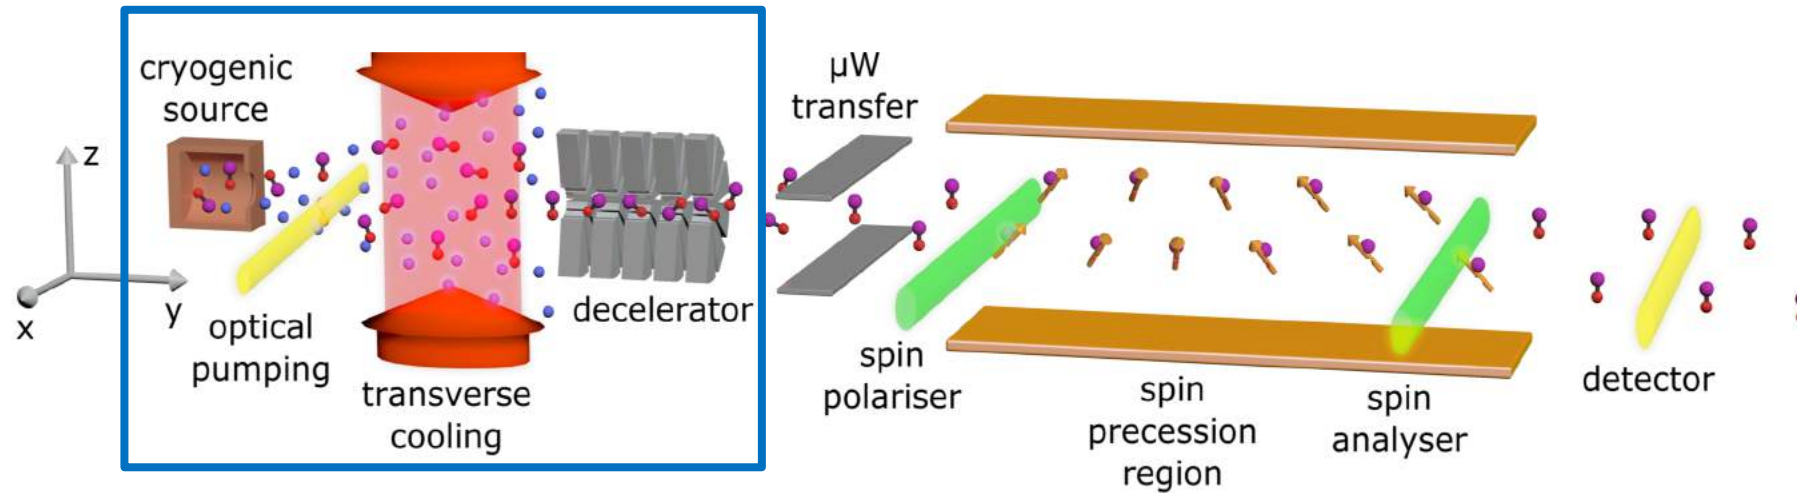 cryogenic
source
z
y
x
optical
pumping
transverse
cooling
decelerator
µW
transfer
spin
polariser
spin
precession
region
spin
analyser
detector